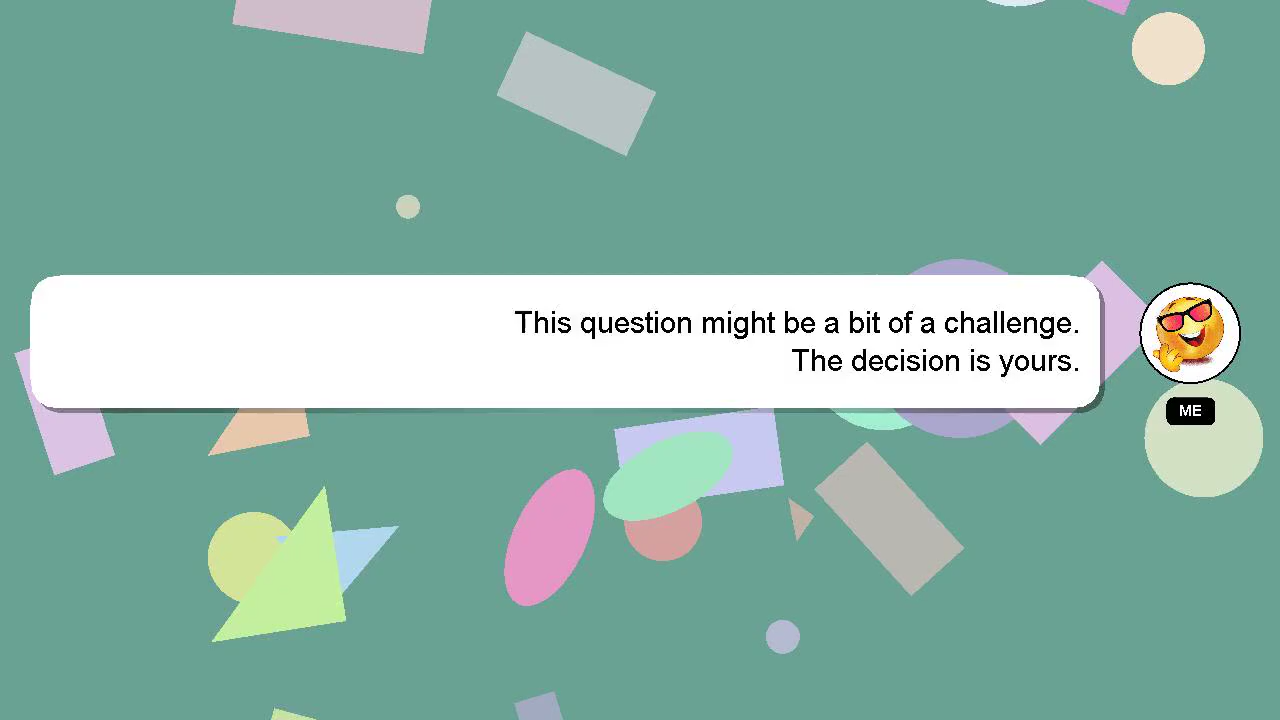 This question might be a bit of a challenge.
The decision is yours.
ME